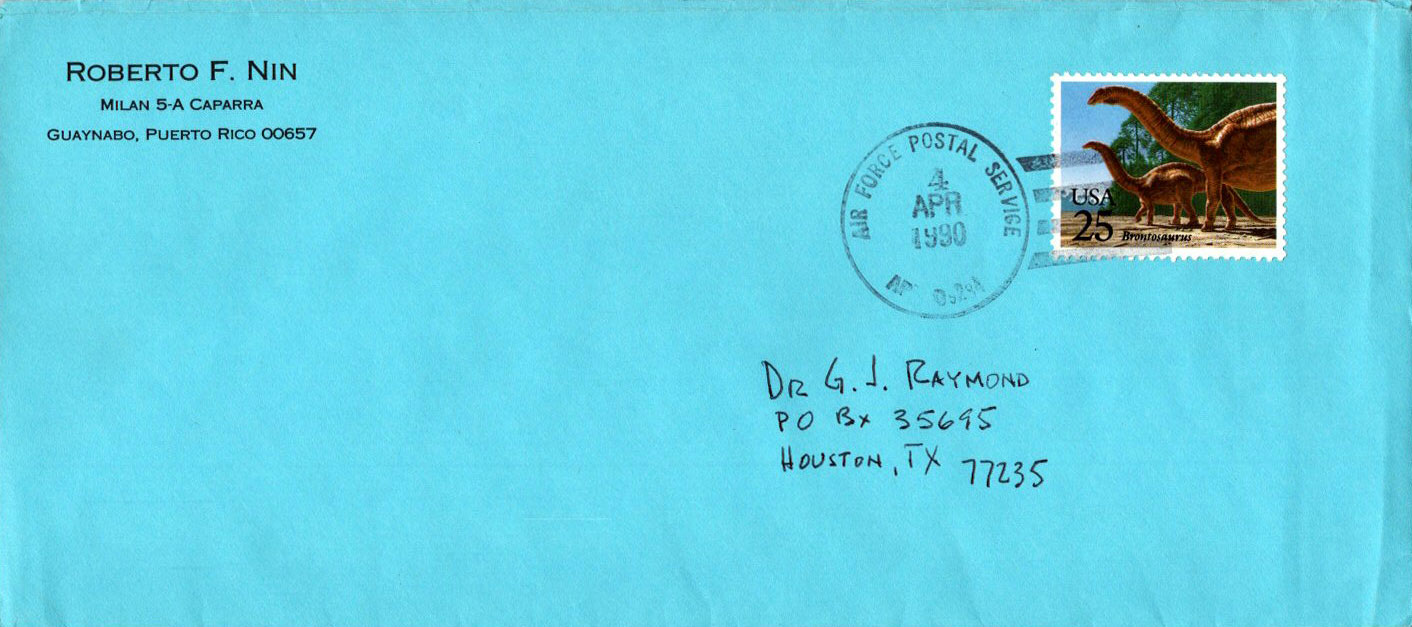 ROBERTO F. NIN
MILAN 5-A CAPARRA
GUAYNABO, PUERTO RICO 00657
AIR FORCE POSTAL SERVICE
4
APR
1990
USA
25 Brontosaurus
DR G. J. RAYMOND
PO BX 35695
HOUSTON, TX 77235